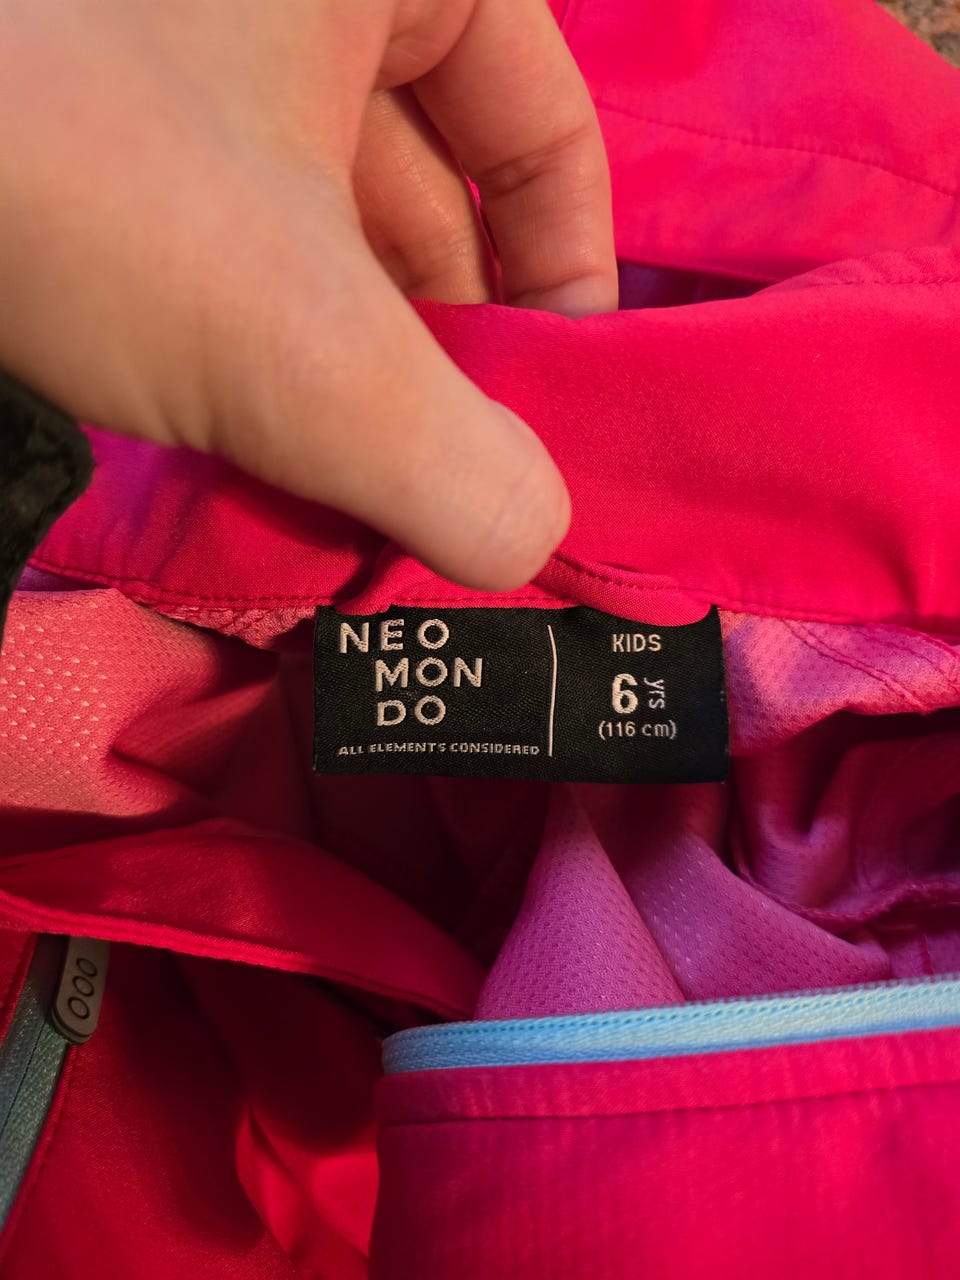 NEO
MON
DO
ALL ELEMENTS CONSIDERED
KIDS
6 yrs
(116 cm)